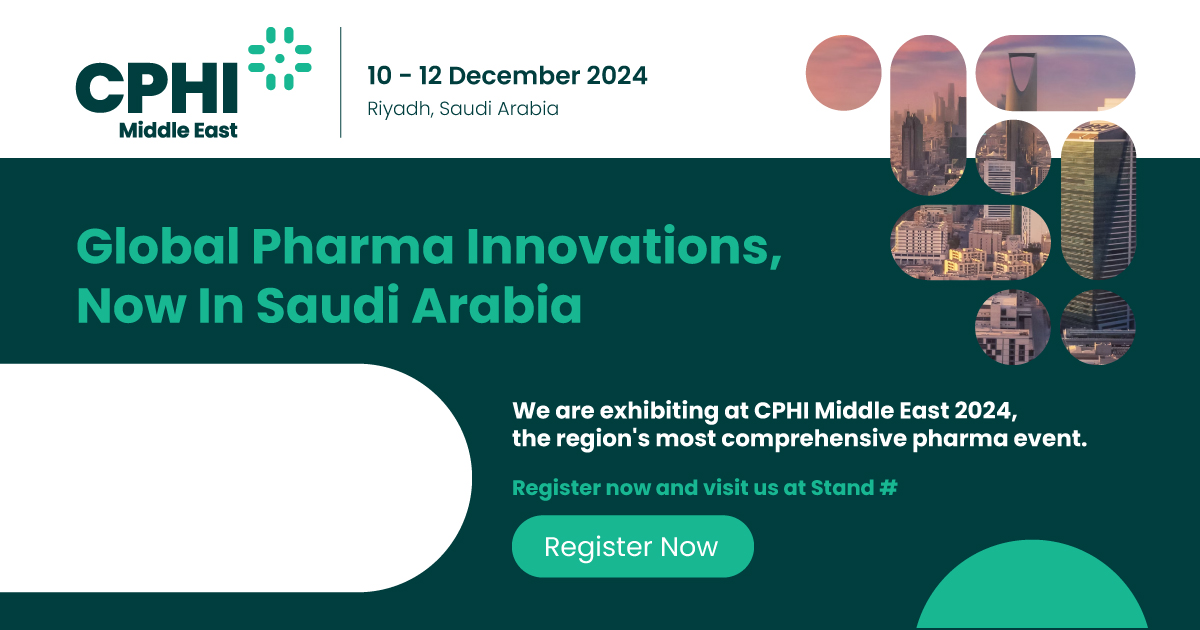 CPHI
Middle East
10 - 12 December 2024
Riyadh, Saudi Arabia
Global Pharma Innovations,
Now In Saudi Arabia
We are exhibiting at CPHI Middle East 2024,
the region's most comprehensive pharma event.
Register now and visit us at Stand #
Register Now